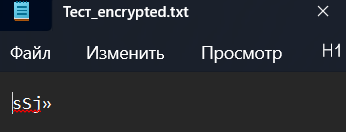 Тест_encrypted.txt
Файл Изменить Просмотр H1
sSj»